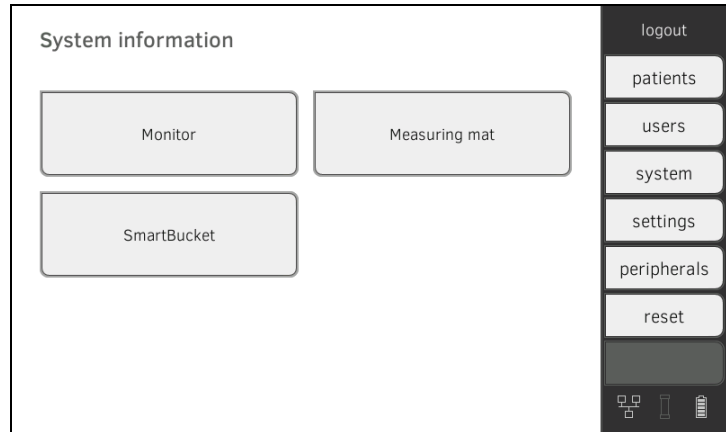 System information
Monitor
Measuring mat
SmartBucket
logout
patients
users
system
settings
peripherals
reset